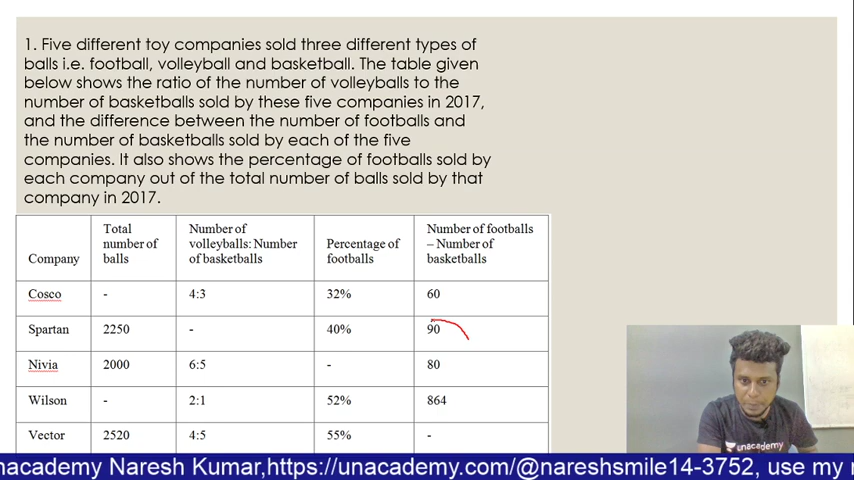 1. Five different toy companies sold three different types of
balls i.e. football, volleyball and basketball. The table given
below shows the ratio of the number of volleyballs to the
number of basketballs sold by these five companies in 2017,
and the difference between the number of footballs and
the number of basketballs sold by each of the five
companies. It also shows the percentage of footballs sold by
each company out of the total number of balls sold by that
company in 2017.
Company Total number of balls Number of volleyballs: Number of basketballs Percentage of footballs Number of footballs – Number of basketballs
Cosco - 4:3 32% 60
Spartan 2250 - 40% 90
Nivia 2000 6:5 - 80
Wilson - 2:1 52% 864
Vector 2520 4:5 55% -
unacademy
nacademy Naresh Kumar,https://unacademy.com/@nareshsmile14-3752, use my